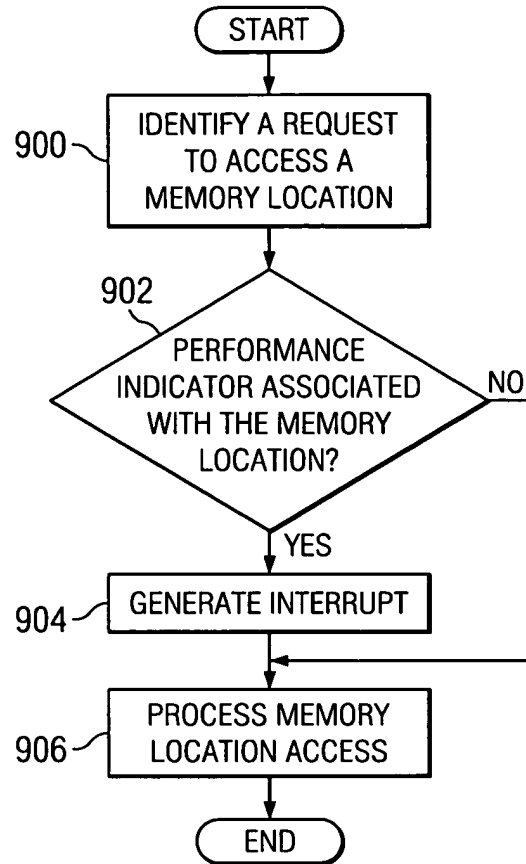 START
900
IDENTIFY A REQUEST
TO ACCESS A
MEMORY LOCATION
902
PERFORMANCE
INDICATOR ASSOCIATED
WITH THE MEMORY
LOCATION?
NO
YES
904
GENERATE INTERRUPT
906
PROCESS MEMORY
LOCATION ACCESS
END